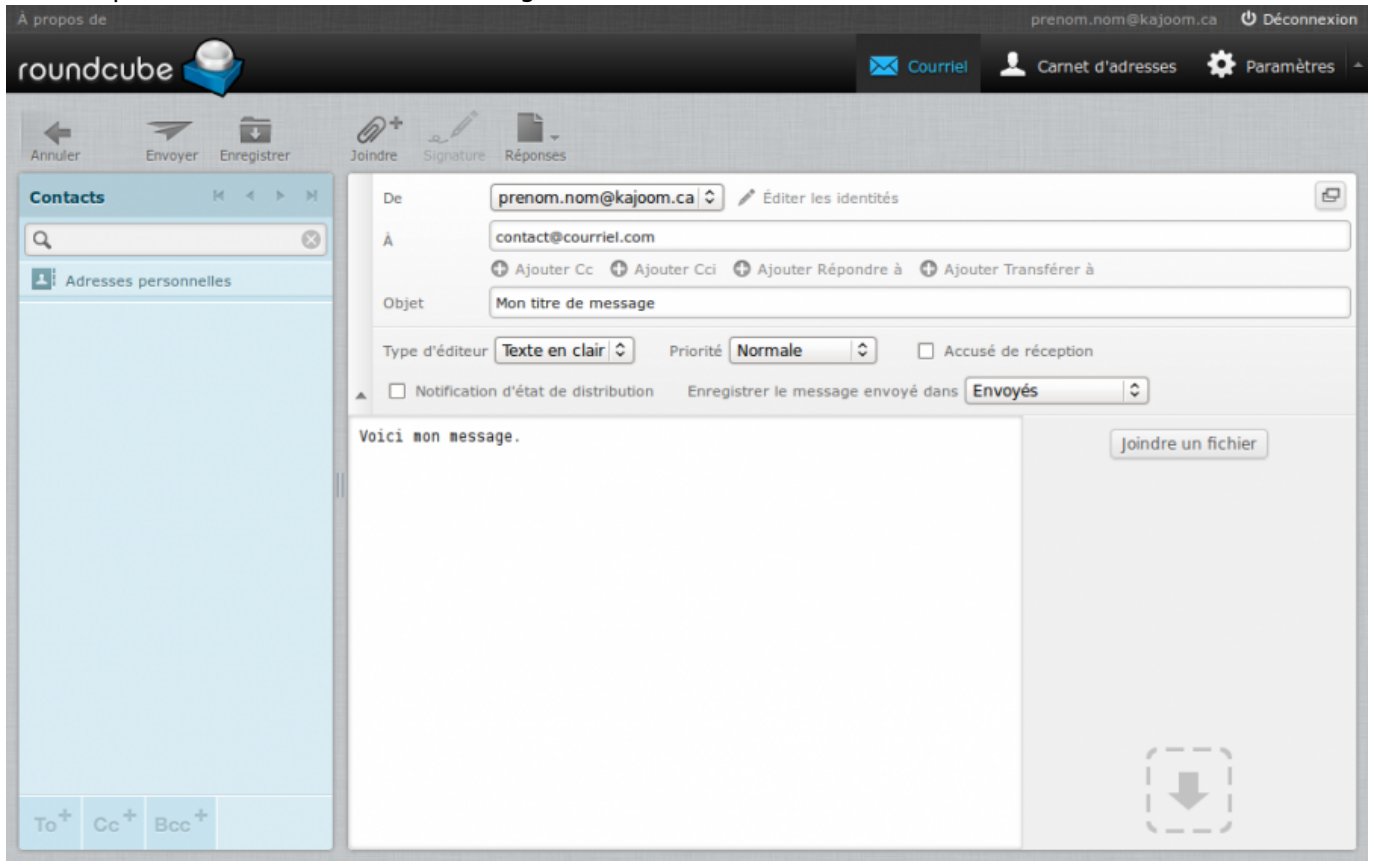 À propos de
prenom.nom@kajoom.ca Déconnexion
roundcube
Courriel Carnet d'adresses Paramètres
Annuler Envoyer Enregistrer Joindre Signature Réponses
Contacts
Adresses personnelles
To+ Cc+ Bcc+
De prenom.nom@kajoom.ca Éditer les identités
À contact@courriel.com
Ajouter Cc Ajouter Cci Ajouter Répondre à Ajouter Transférer à
Objet Mon titre de message
Type d'éditeur Texte en clair Priorité Normale Accusé de réception
Notification d'état de distribution Enregistrer le message envoyé dans Envoyés
Voici mon message.
Joindre un fichier